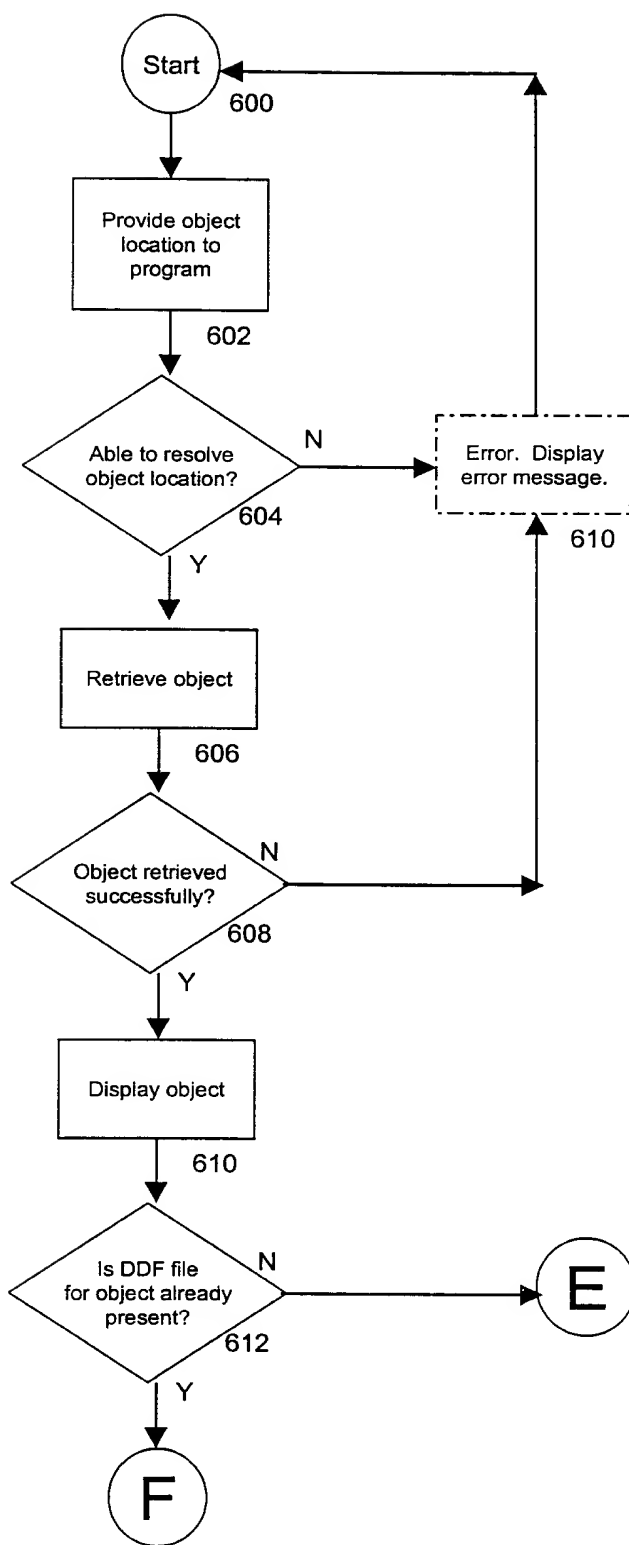 Start
600
Provide object
location to
program
602
Able to resolve
object location?
N
604
Y
Error. Display
error message.
610
Retrieve object
606
Object retrieved
successfully?
N
608
Y
Display object
610
Is DDF file
for object already
present?
N
612
Y
E
F